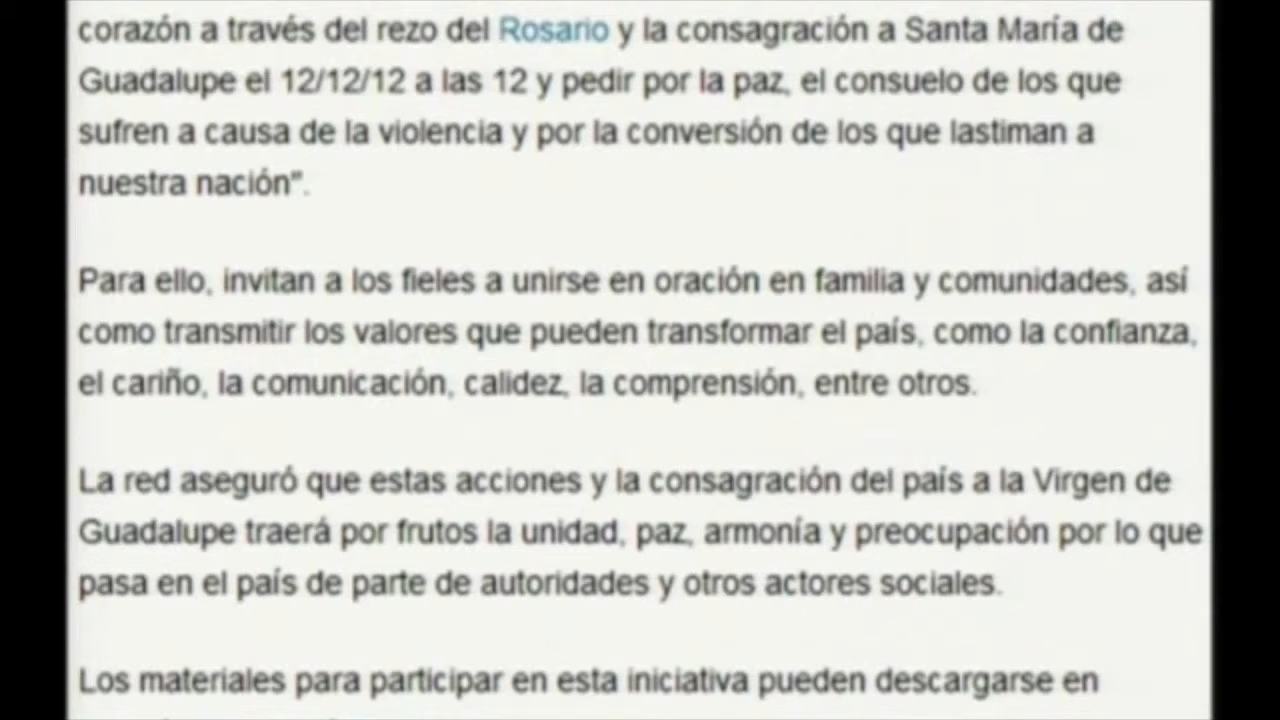 corazón a través del rezo del Rosario y la consagración a Santa María de
Guadalupe el 12/12/12 a las 12 y pedir por la paz, el consuelo de los que
sufren a causa de la violencia y por la conversión de los que lastiman a
nuestra nación".
Para ello, invitan a los fieles a unirse en oración en familia y comunidades, así
como transmitir los valores que pueden transformar el país, como la confianza,
el cariño, la comunicación, calidez, la comprensión, entre otros.
La red aseguró que estas acciones y la consagración del país a la Virgen de
Guadalupe traerá por frutos la unidad, paz, armonía y preocupación por lo que
pasa en el país de parte de autoridades y otros actores sociales.
Los materiales para participar en esta iniciativa pueden descargarse en